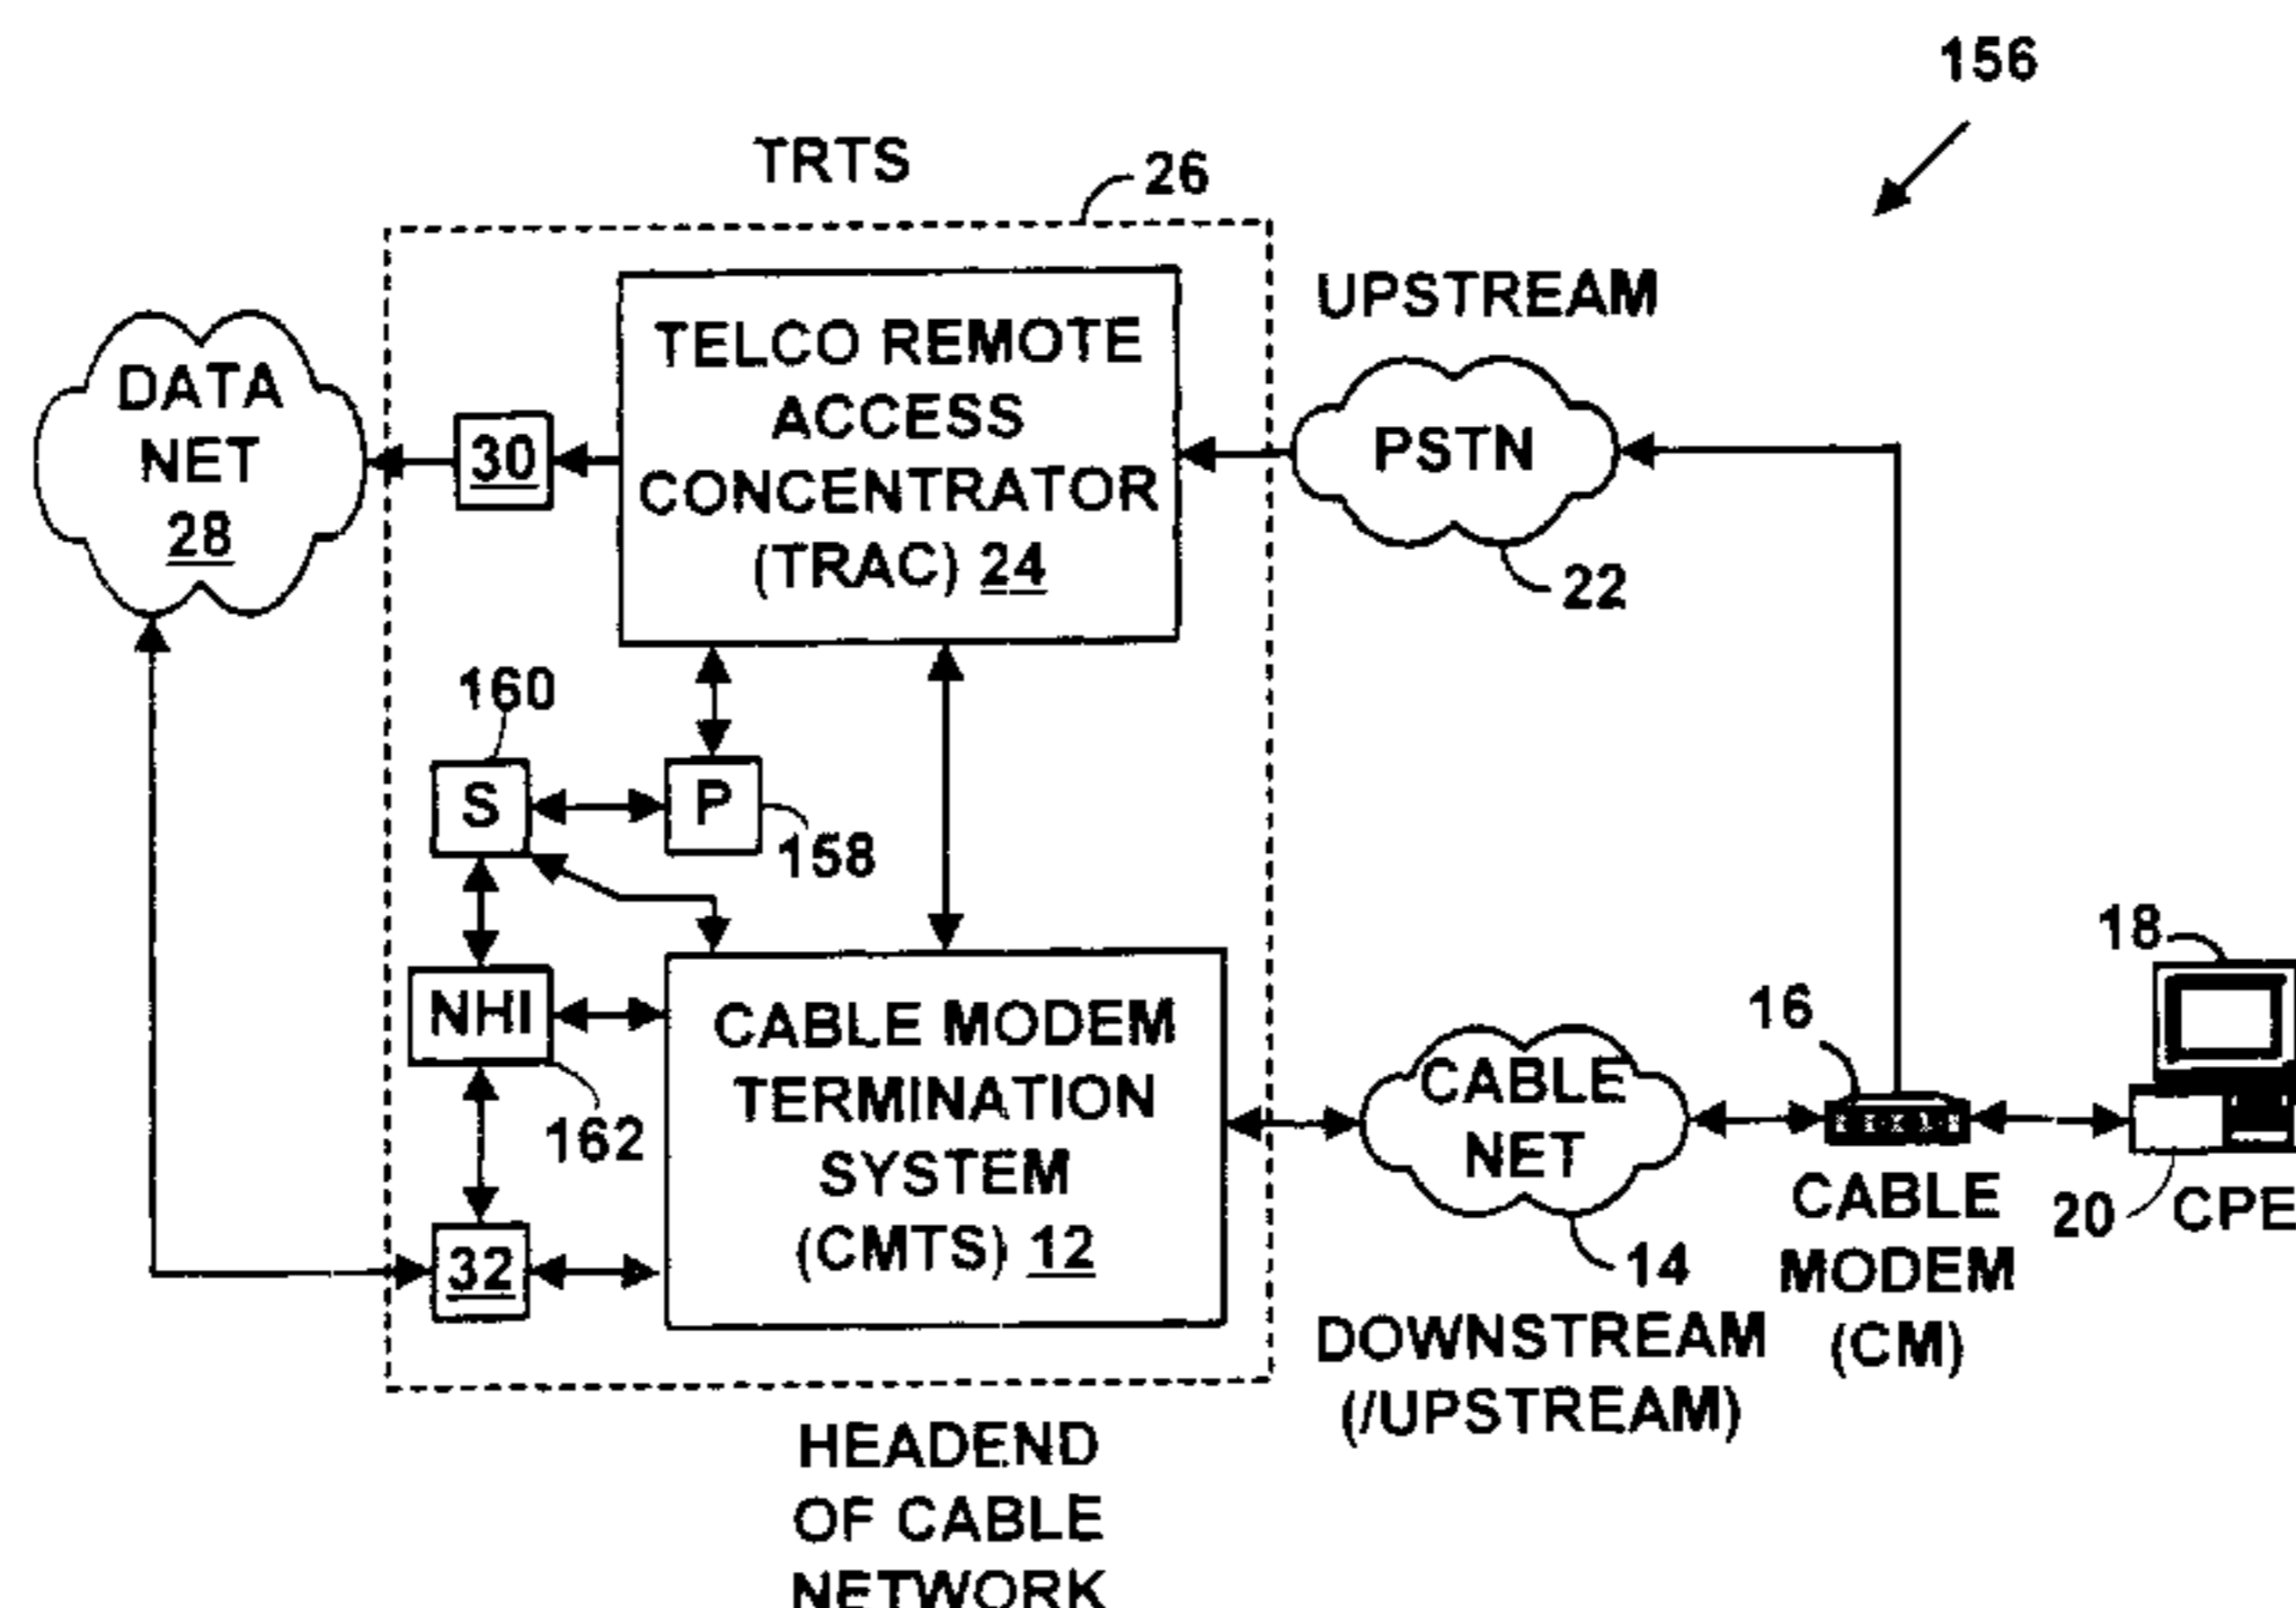 156
TRTS
26
UPSTREAM
TELCO REMOTE
ACCESS
CONCENTRATOR
(TRAC) 24
DATA
NET
28
30
PSTN
22
160
S
P
158
18
16
NHI
162
CABLE MODEM
TERMINATION
SYSTEM
(CMTS) 12
CABLE
NET
14
32
CABLE
MODEM
(CM)
20
CPE
DOWNSTREAM
(/UPSTREAM)
HEADEND
OF CABLE
NETWORK